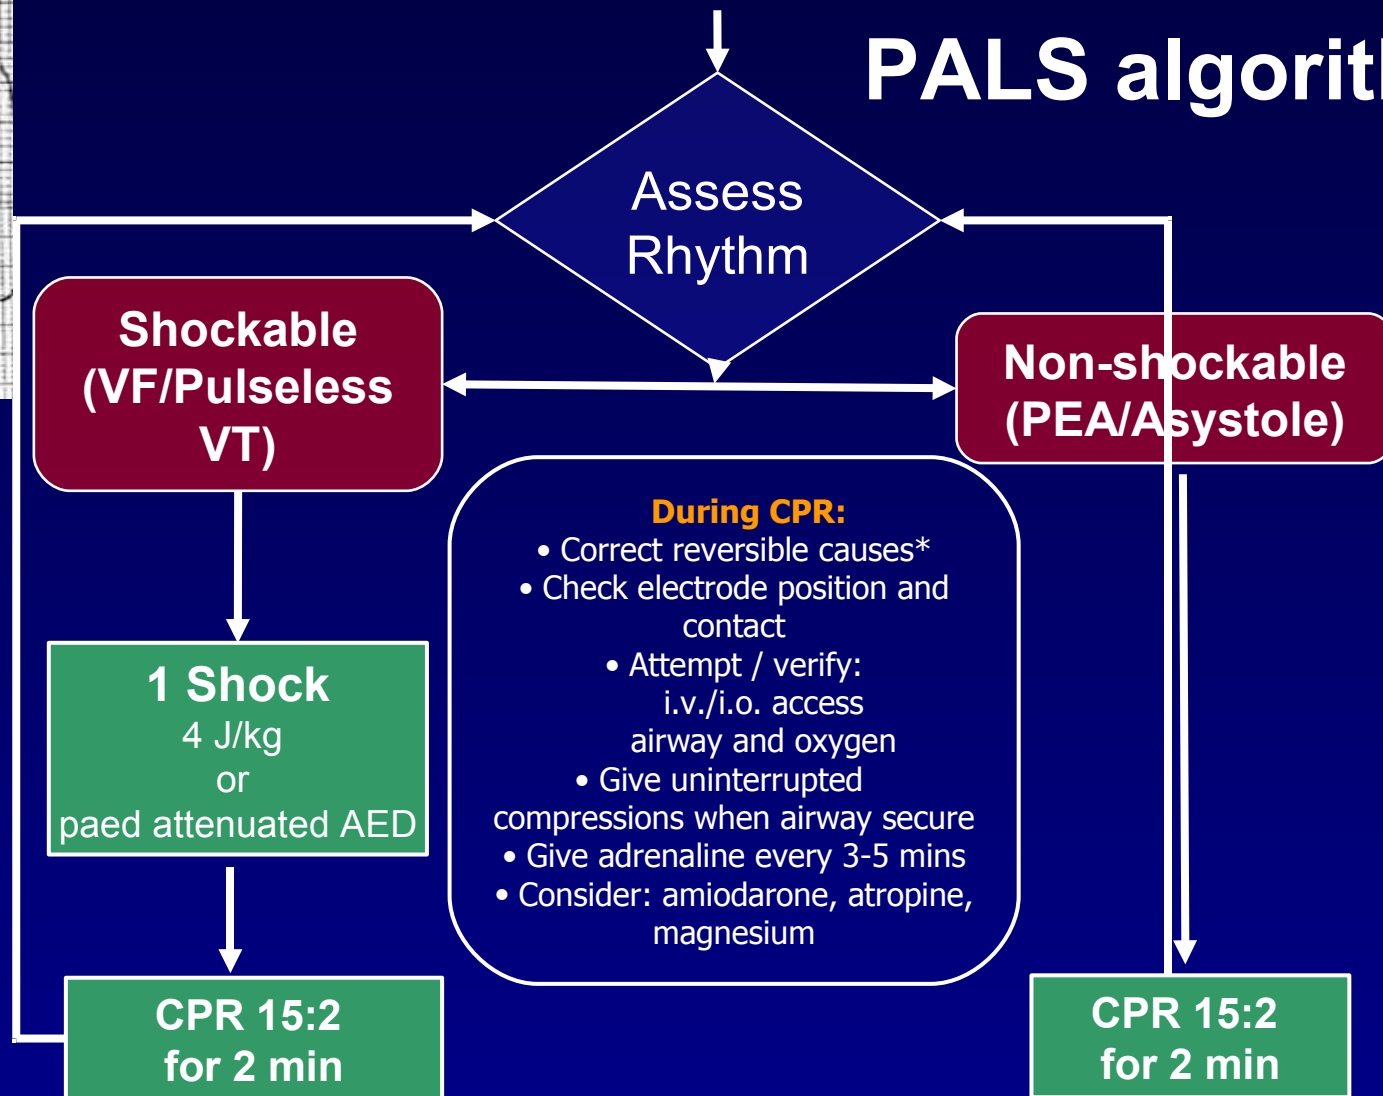 PALS algorit
Assess
Rhythm
Shockable
(VF/Pulseless
VT)
Non-shockable
(PEA/Asystole)
During CPR:
• Correct reversible causes*
• Check electrode position and
contact
• Attempt / verify:
i.v./i.o. access
airway and oxygen
• Give uninterrupted
compressions when airway secure
• Give adrenaline every 3-5 mins
• Consider: amiodarone, atropine,
magnesium
1 Shock
4 J/kg
or
paed attenuated AED
CPR 15:2
for 2 min
CPR 15:2
for 2 min